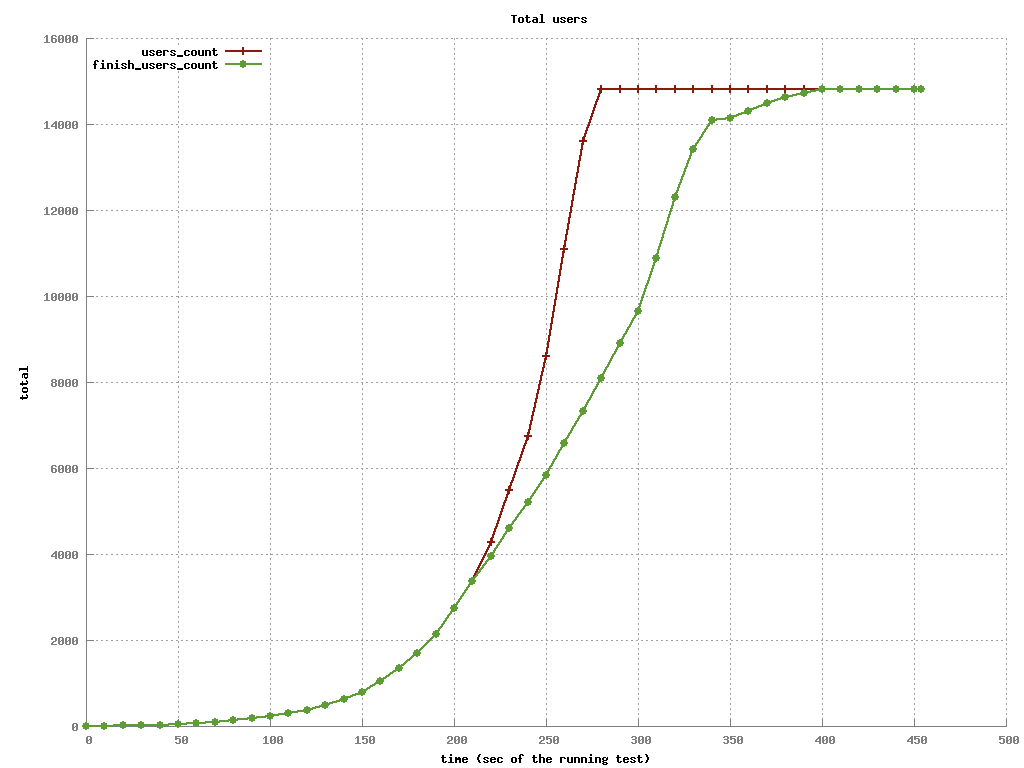 Total users
users_count
finish_users_count
16000
14000
12000
10000
8000
6000
4000
2000
0
total
0 50 100 150 200 250 300 350 400 450 500
time (sec of the running test)